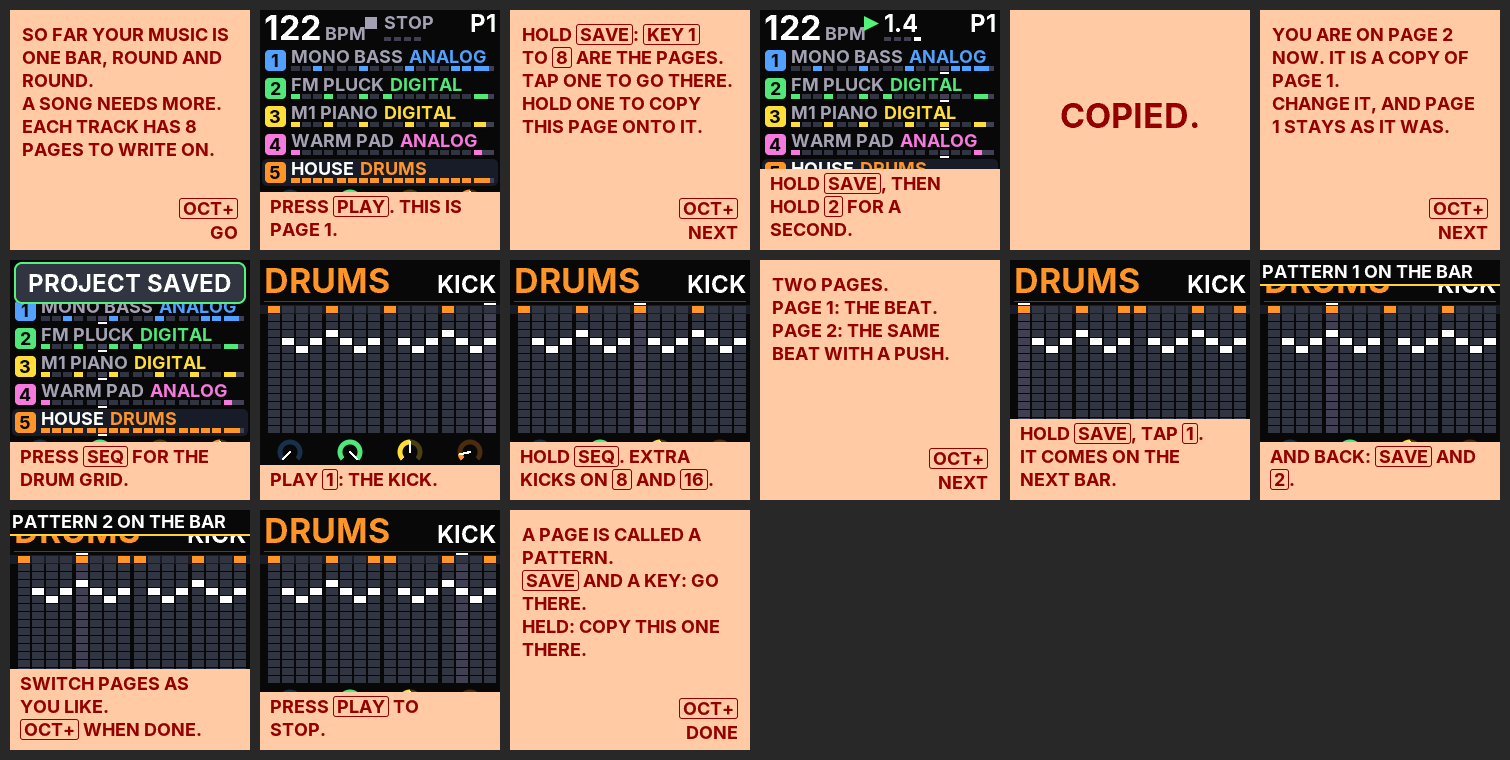 SO FAR YOUR MUSIC IS
ONE BAR, ROUND AND
ROUND.
A SONG NEEDS MORE.
EACH TRACK HAS 8
PAGES TO WRITE ON.
OCT+
GO
122 BPM STOP P1
1 MONO BASS ANALOG
2 FM PLUCK DIGITAL
3 M1 PIANO DIGITAL
4 WARM PAD ANALOG
5 HOUSE DRUMS
PRESS PLAY. THIS IS
PAGE 1.
HOLD SAVE: KEY 1
TO 8 ARE THE PAGES.
TAP ONE TO GO THERE.
HOLD ONE TO COPY
THIS PAGE ONTO IT.
OCT+
NEXT
122 BPM 1.4 P1
1 MONO BASS ANALOG
2 FM PLUCK DIGITAL
3 M1 PIANO DIGITAL
4 WARM PAD ANALOG
5 HOUSE DRUMS
HOLD SAVE, THEN
HOLD 2 FOR A
SECOND.
COPIED.
YOU ARE ON PAGE 2
NOW. IT IS A COPY OF
PAGE 1.
CHANGE IT, AND PAGE
1 STAYS AS IT WAS.
OCT+
NEXT
PROJECT SAVED
1 MONO BASS ANALOG
2 FM PLUCK DIGITAL
3 M1 PIANO DIGITAL
4 WARM PAD ANALOG
5 HOUSE DRUMS
PRESS SEQ FOR THE
DRUM GRID.
DRUMS KICK
PLAY 1: THE KICK.
DRUMS KICK
HOLD SEQ. EXTRA
KICKS ON 8 AND 16.
TWO PAGES.
PAGE 1: THE BEAT.
PAGE 2: THE SAME
BEAT WITH A PUSH.
OCT+
NEXT
DRUMS KICK
HOLD SAVE, TAP 1.
IT COMES ON THE
NEXT BAR.
PATTERN 1 ON THE BAR
DRUMS KICK
AND BACK: SAVE AND
2.
PATTERN 2 ON THE BAR
DRUMS KICK
SWITCH PAGES AS
YOU LIKE.
OCT+ WHEN DONE.
DRUMS KICK
PRESS PLAY TO
STOP.
A PAGE IS CALLED A
PATTERN.
SAVE AND A KEY: GO
THERE.
HELD: COPY THIS ONE
THERE.
OCT+
DONE